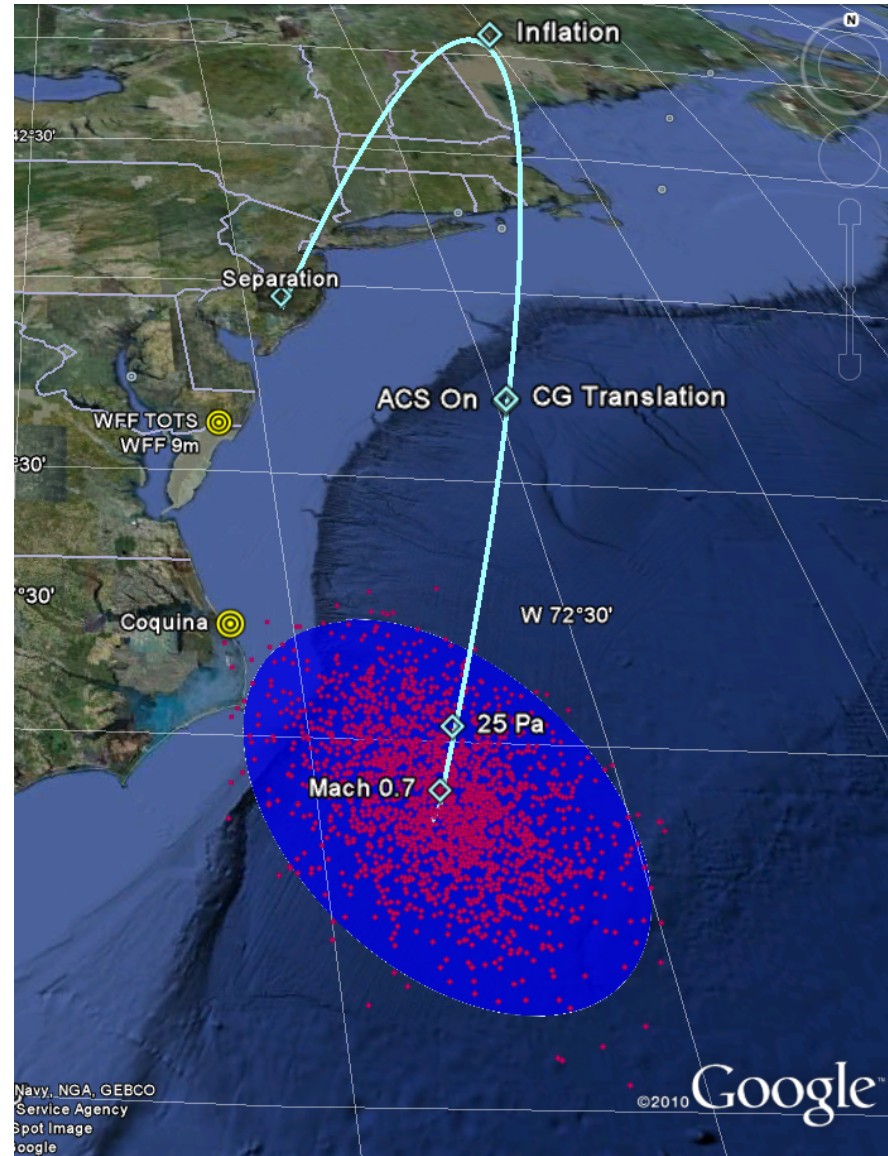 N
Inflation
42°30'
Separation
ACS On
CG Translation
WFF TOTS
WFF 9m
°30'
°30'
Coquina
W 72°30'
25 Pa
Mach 0.7
Navy, NGA, GEBCO
Service Agency
Spot Image
Google
©2010 Google™